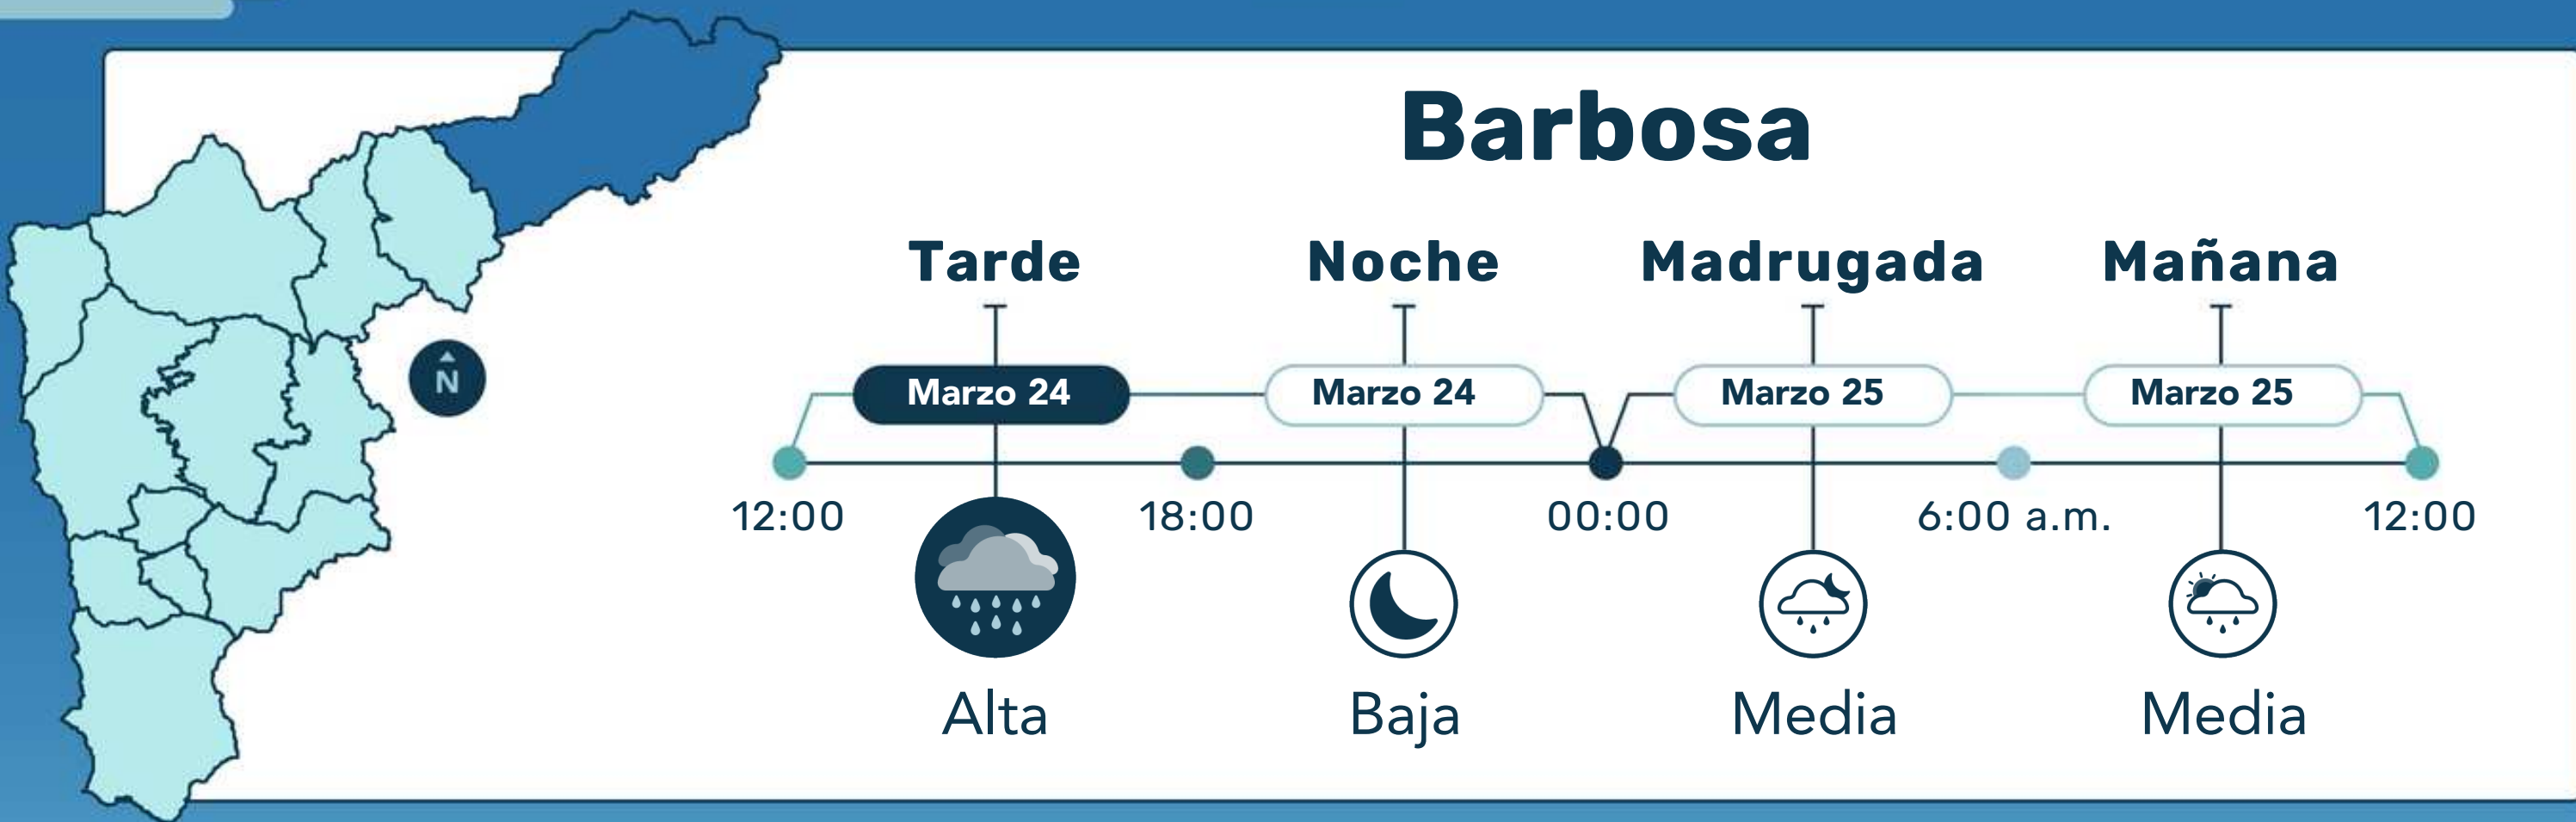 Barbosa
Tarde Noche Madrugada Mañana
Marzo 24 Marzo 24 Marzo 25 Marzo 25
N
12:00 18:00 00:00 6:00 a.m. 12:00
Alta Baja Media Media